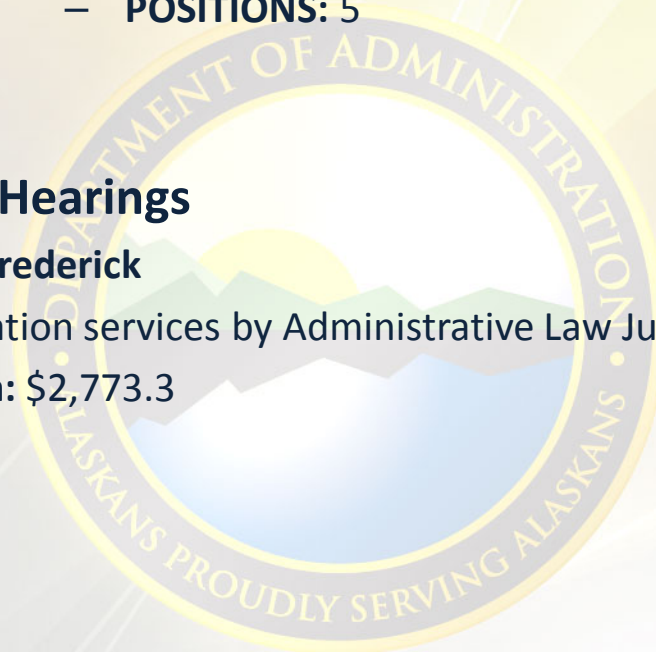 – POSITIONS: 5
Hearings
rederick
ation services by Administrative Law Ju
: $2,773.3
DEPARTMENT OF ADMINISTRATION
• ALASKANS PROUDLY SERVING ALASKANS •